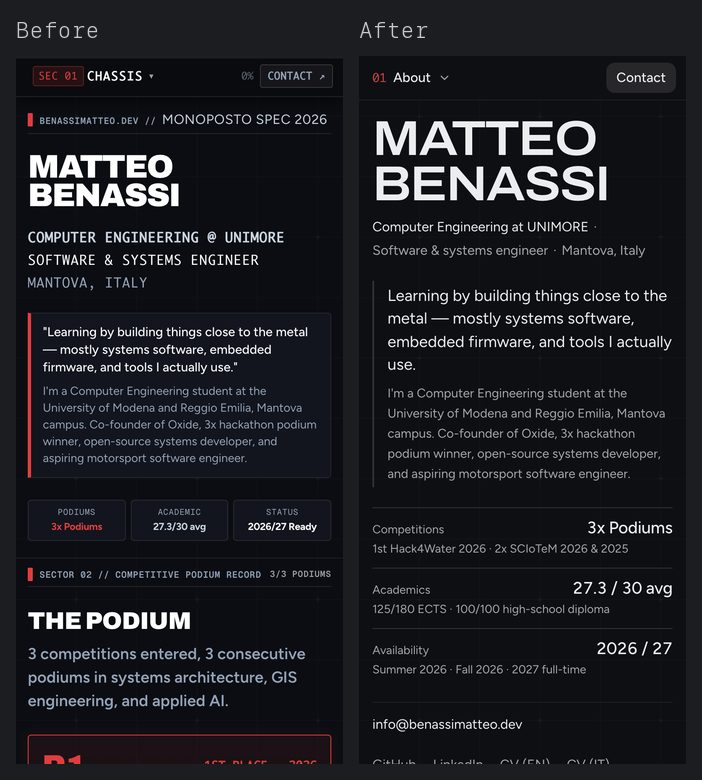 Before
SEC 01 CHASSIS ▾ 0% CONTACT ↗
BENASSIMATTEO.DEV // MONOPOSTO SPEC 2026
MATTEO
BENASSI
COMPUTER ENGINEERING @ UNIMORE
SOFTWARE & SYSTEMS ENGINEER
MANTOVA, ITALY
"Learning by building things close to the metal
— mostly systems software, embedded
firmware, and tools I actually use."
I'm a Computer Engineering student at the
University of Modena and Reggio Emilia, Mantova
campus. Co-founder of Oxide, 3x hackathon podium
winner, open-source systems developer, and
aspiring motorsport software engineer.
PODIUMS
3x Podiums
ACADEMIC
27.3/30 avg
STATUS
2026/27 Ready
SECTOR 02 // COMPETITIVE PODIUM RECORD 3/3 PODIUMS
THE PODIUM
3 competitions entered, 3 consecutive
podiums in systems architecture, GIS
engineering, and applied AI.
P1 1ST PLACE — 2026
After
01 About Contact
MATTEO
BENASSI
Computer Engineering at UNIMORE ·
Software & systems engineer · Mantova, Italy
Learning by building things close to the
metal — mostly systems software,
embedded firmware, and tools I actually
use.
I'm a Computer Engineering student at the
University of Modena and Reggio Emilia, Mantova
campus. Co-founder of Oxide, 3x hackathon
podium winner, open-source systems developer,
and aspiring motorsport software engineer.
Competitions 3x Podiums
1st Hack4Water 2026 · 2x SCIoTeM 2026 & 2025
Academics 27.3 / 30 avg
125/180 ECTS · 100/100 high-school diploma
Availability 2026 / 27
Summer 2026 · Fall 2026 · 2027 full-time
info@benassimatteo.dev
GitHub LinkedIn CV (EN) CV (IT)